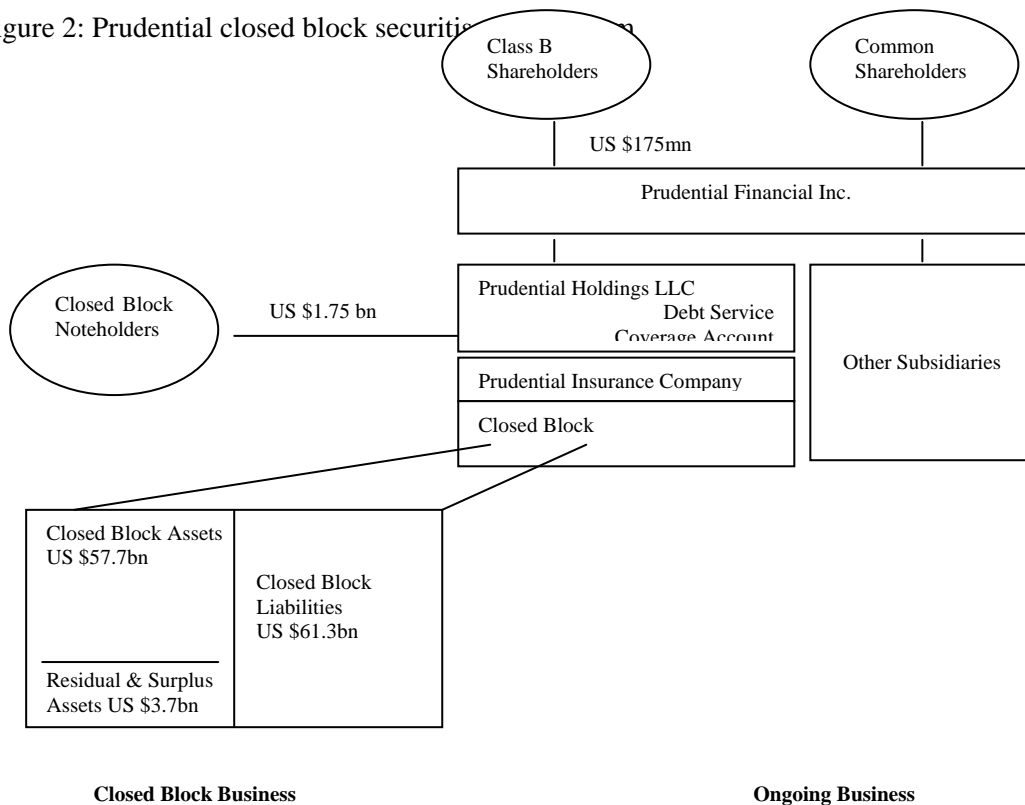 gure 2: Prudential closed block securitis
Class B
Shareholders
Common
Shareholders
US $175mn
Prudential Financial Inc.
Closed Block
Noteholders
US $1.75 bn
Prudential Holdings LLC
Debt Service
Coverage Account
Other Subsidiaries
Prudential Insurance Company
Closed Block
Closed Block Assets
US $57.7bn
Closed Block
Liabilities
US $61.3bn
Residual & Surplus
Assets US $3.7bn
Closed Block Business
Ongoing Business